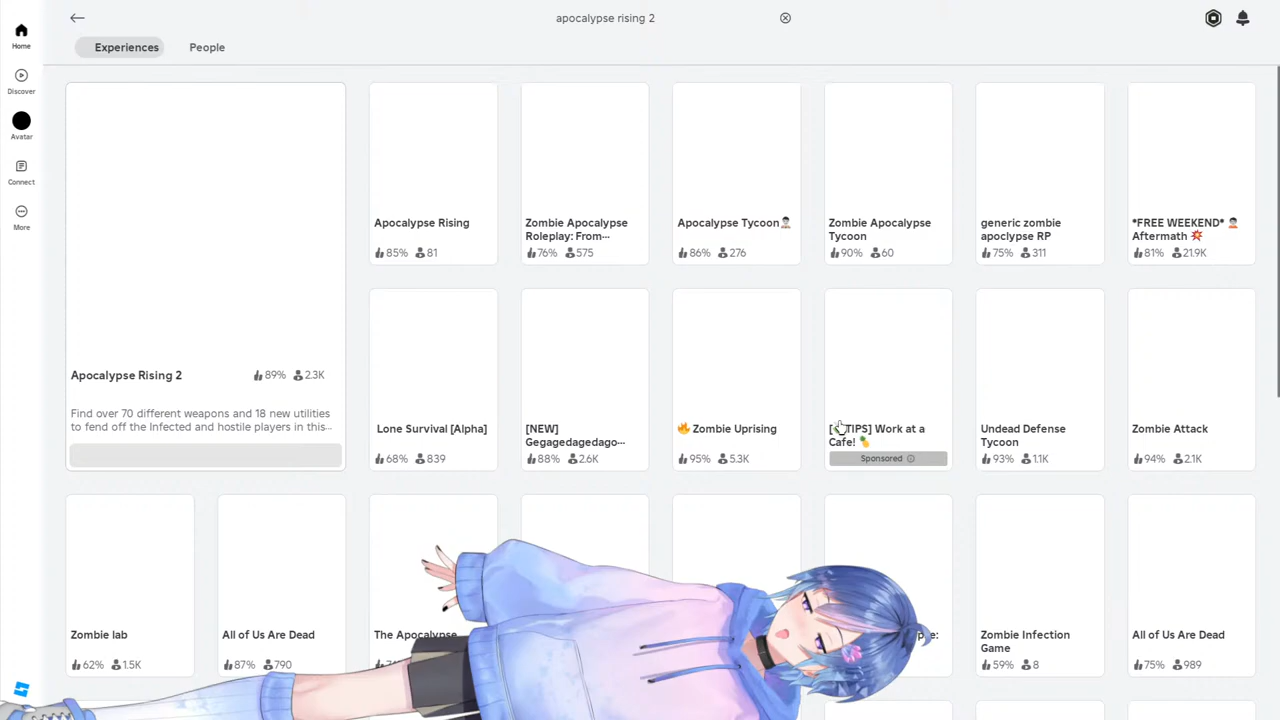 apocalypse rising 2
Home
Experiences
People
Discover
Avatar
Connect
More
Apocalypse Rising 2
89% 2.3K
Find over 70 different weapons and 18 new utilities
to fend off the Infected and hostile players in this...
Apocalypse Rising
85% 81
Zombie Apocalypse
Roleplay: From...
76% 575
Apocalypse Tycoon
86% 276
Zombie Apocalypse
Tycoon
90% 60
generic zombie
apoclypse RP
75% 311
*FREE WEEKEND*
Aftermath
81% 21.9K
Lone Survival [Alpha]
68% 839
[NEW]
Gegagedagedago...
88% 2.6K
Zombie Uprising
95% 5.3K
TIPS] Work at a
Cafe!
Sponsored
Undead Defense
Tycoon
93% 1.1K
Zombie Attack
94% 2.1K
Zombie lab
62% 1.5K
All of Us Are Dead
87% 790
The Apocalypse
Zombie Infection
Game
59% 8
All of Us Are Dead
75% 989